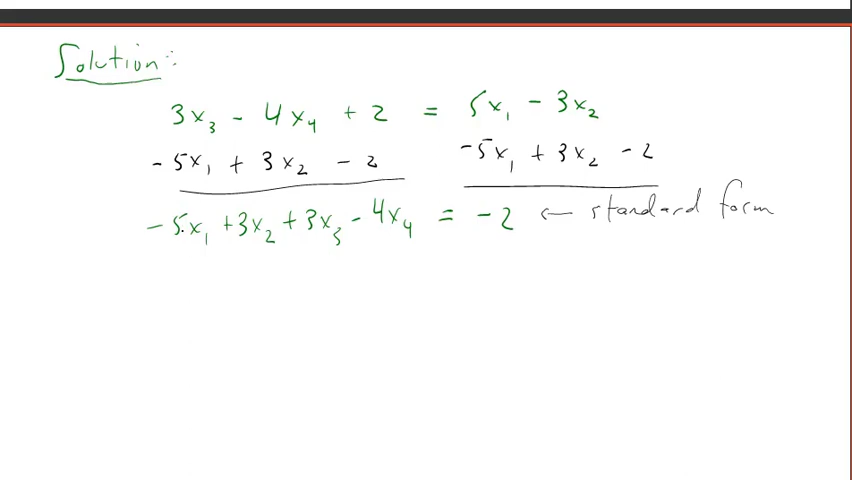 Solution:
3x₃ - 4x₄ + 2 = 5x₁ - 3x₂
- 5x₁ + 3x₂ - 2 -5x₁ + 3x₂ - 2
- 5x₁ + 3x₂ + 3x₃ - 4x₄ = - 2 ← standard form